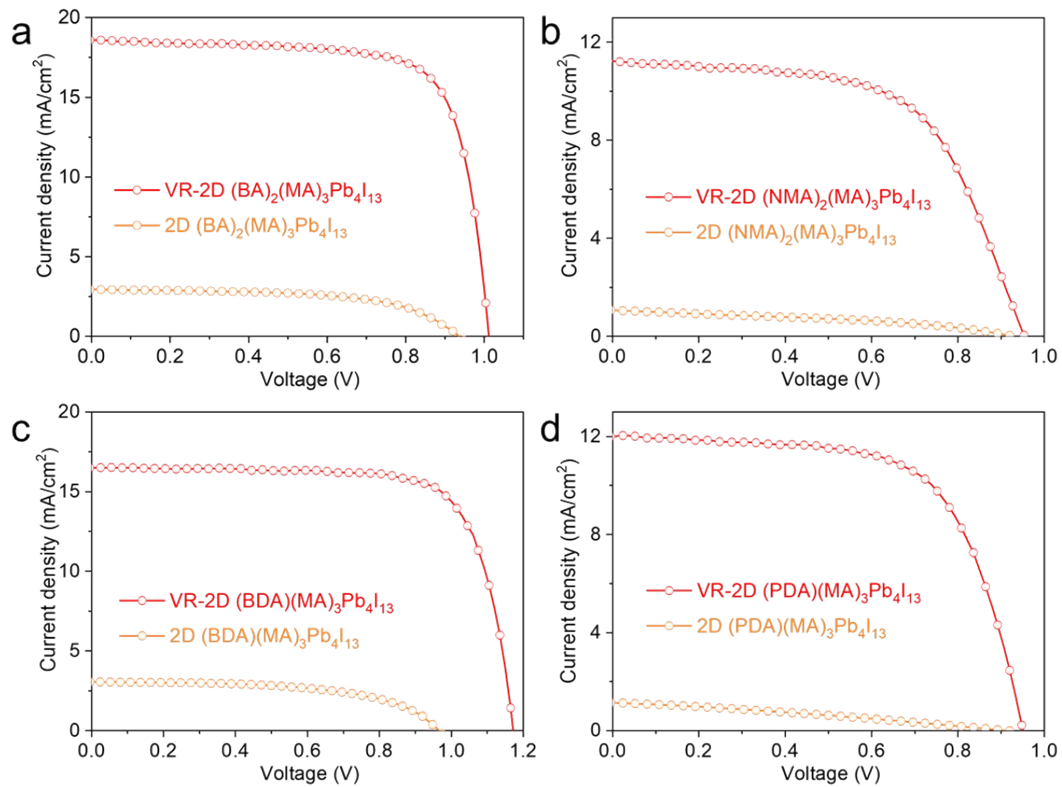 a
20
15
10
5
0
Current density (mA/cm²)
VR-2D (BA)₂(MA)₃Pb₄I₁₃
2D (BA)₂(MA)₃Pb₄I₁₃
0.0 0.2 0.4 0.6 0.8 1.0
Voltage (V)
b
12
8
4
0
Current density (mA/cm²)
VR-2D (NMA)₂(MA)₃Pb₄I₁₃
2D (NMA)₂(MA)₃Pb₄I₁₃
0.0 0.2 0.4 0.6 0.8 1.0
Voltage (V)
c
20
15
10
5
0
Current density (mA/cm²)
VR-2D (BDA)(MA)₃Pb₄I₁₃
2D (BDA)(MA)₃Pb₄I₁₃
0.0 0.2 0.4 0.6 0.8 1.0 1.2
Voltage (V)
d
12
8
4
0
Current density (mA/cm²)
VR-2D (PDA)(MA)₃Pb₄I₁₃
2D (PDA)(MA)₃Pb₄I₁₃
0.0 0.2 0.4 0.6 0.8 1.0
Voltage (V)